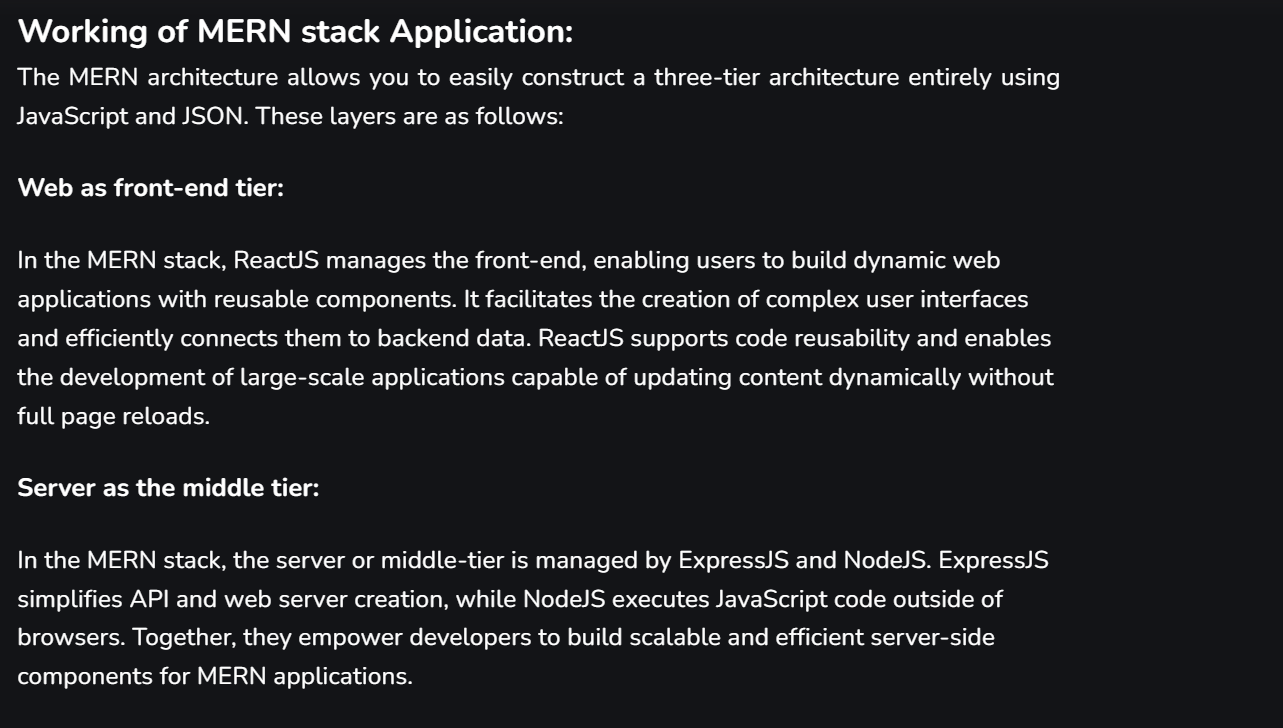 Working of MERN stack Application:
The MERN architecture allows you to easily construct a three-tier architecture entirely using
JavaScript and JSON. These layers are as follows:
Web as front-end tier:
In the MERN stack, ReactJS manages the front-end, enabling users to build dynamic web
applications with reusable components. It facilitates the creation of complex user interfaces
and efficiently connects them to backend data. ReactJS supports code reusability and enables
the development of large-scale applications capable of updating content dynamically without
full page reloads.
Server as the middle tier:
In the MERN stack, the server or middle-tier is managed by ExpressJS and NodeJS. ExpressJS
simplifies API and web server creation, while NodeJS executes JavaScript code outside of
browsers. Together, they empower developers to build scalable and efficient server-side
components for MERN applications.